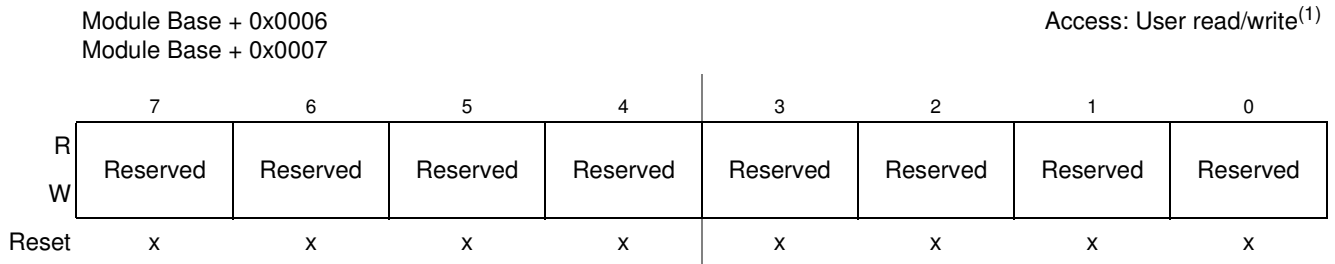 Module Base + 0x0006 Access: User read/write(1)
Module Base + 0x0007
7 6 5 4 3 2 1 0
R
Reserved Reserved Reserved Reserved Reserved Reserved Reserved Reserved
W
Reset x x x x x x x x